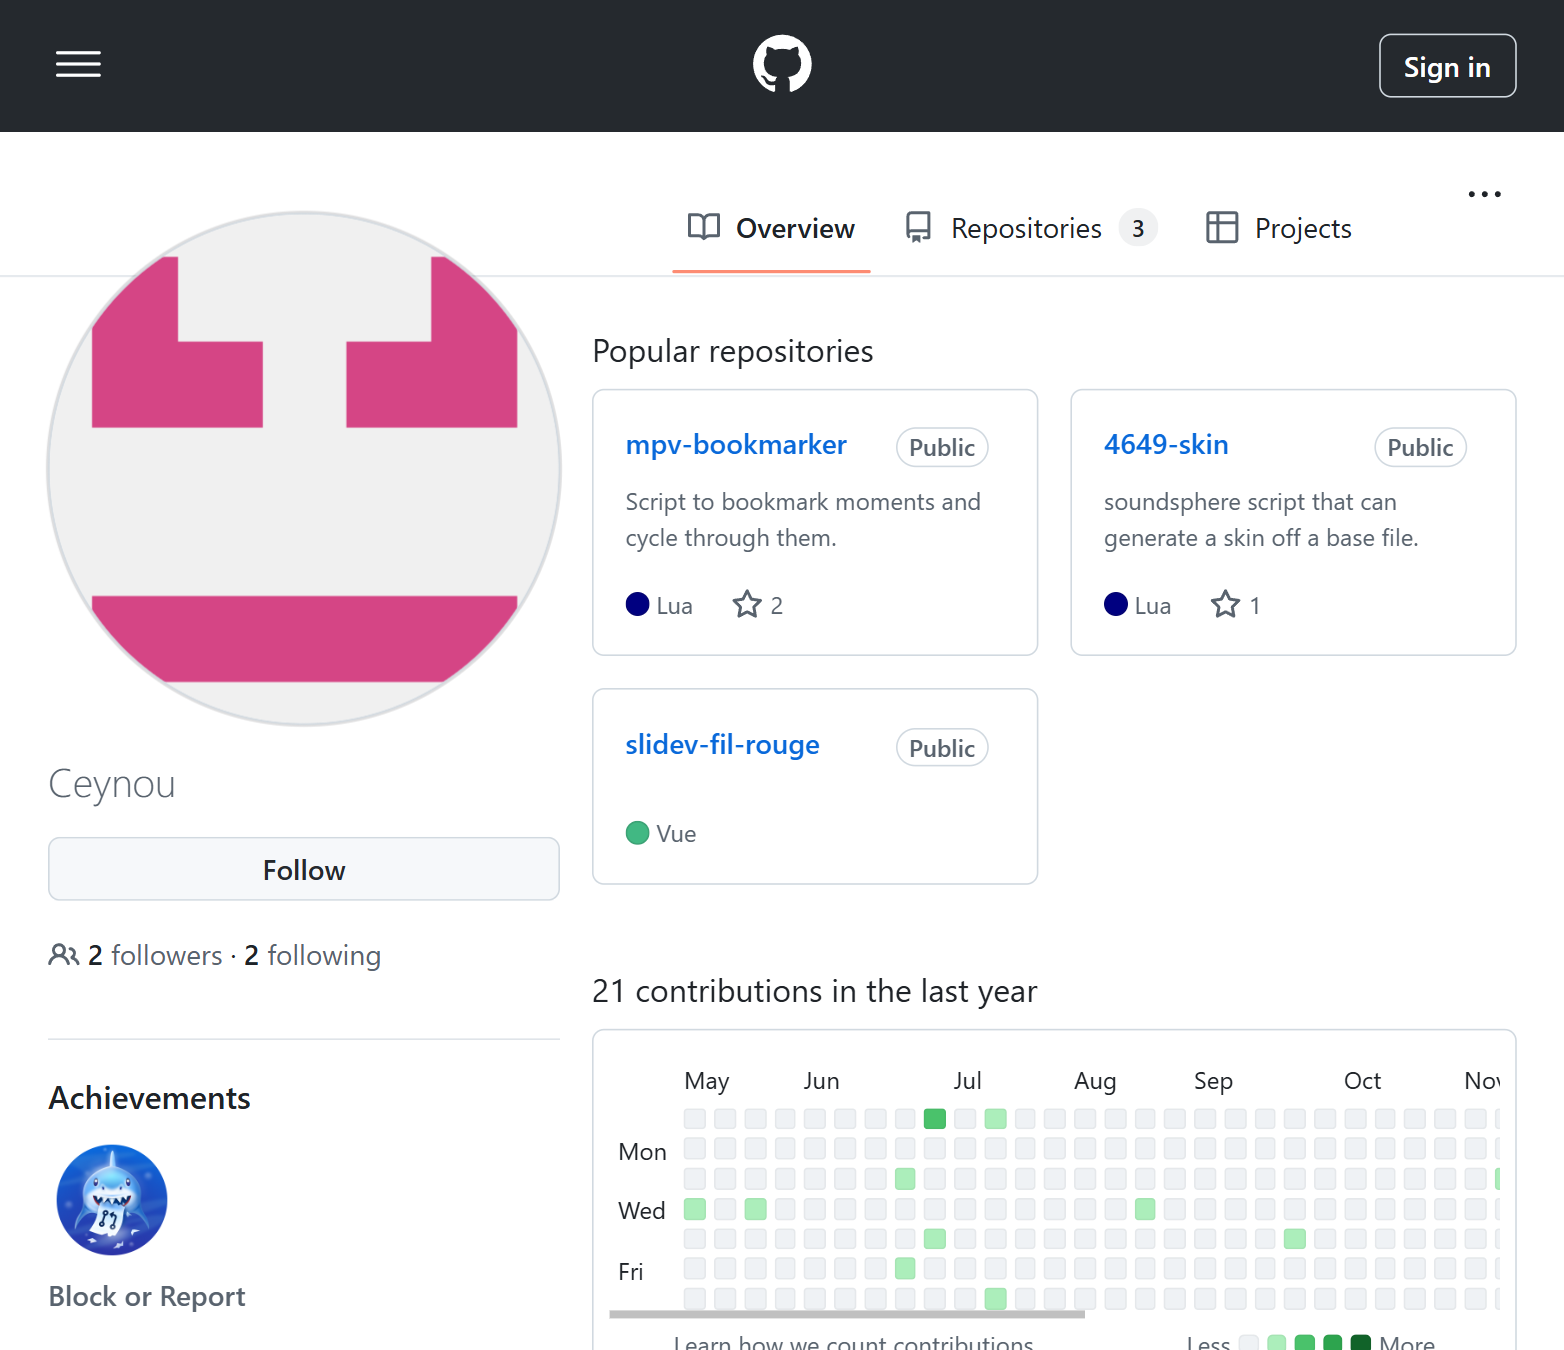 Sign in
Overview
Repositories 3
Projects
Popular repositories
mpv-bookmarker Public
Script to bookmark moments and
cycle through them.
Lua 2
4649-skin Public
soundsphere script that can
generate a skin off a base file.
Lua 1
slidev-fil-rouge Public
Vue
Ceynou
Follow
2 followers · 2 following
Achievements
Block or Report
21 contributions in the last year
May Jun Jul Aug Sep Oct Nov
Mon
Wed
Fri
Learn how we count contributions
Less More